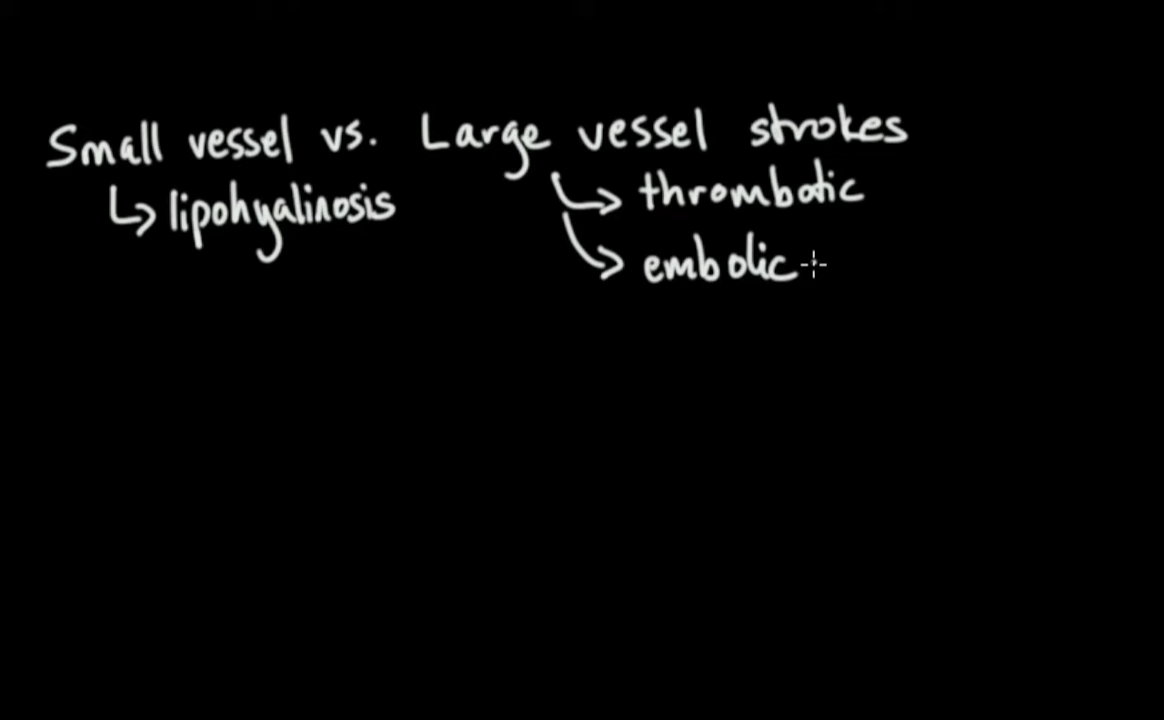 Small vessel vs. Large vessel strokes
↳ lipohyalinosis ↳ thrombotic
↳ embolic